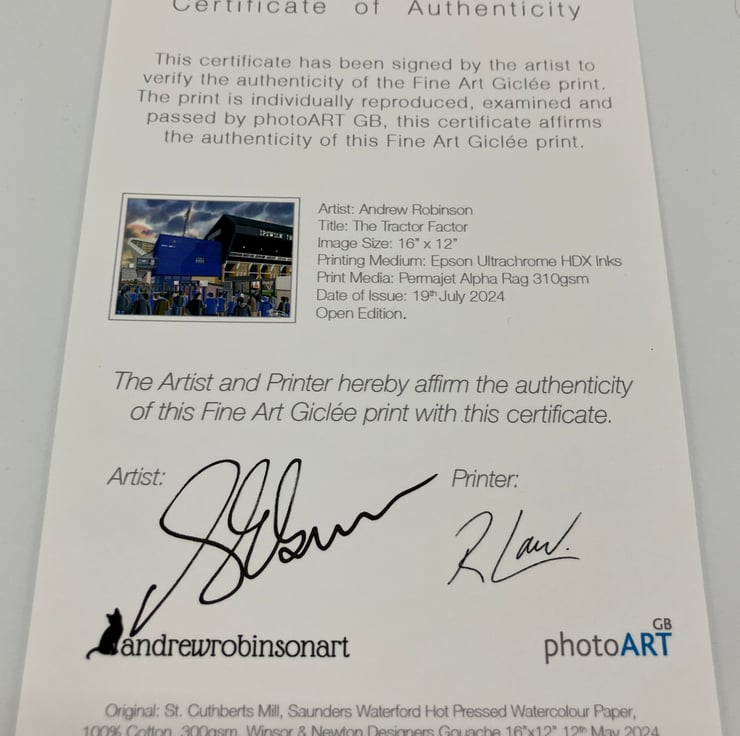 Certificate of Authenticity
This certificate has been signed by the artist to
verify the authenticity of the Fine Art Giclée print.
The print is individually reproduced, examined and
passed by photoART GB, this certificate affirms
the authenticity of this Fine Art Giclée print.
IPSWICH
Artist: Andrew Robinson
Title: The Tractor Factor
Image Size: 16" x 12"
Printing Medium: Epson Ultrachrome HDX Inks
Print Media: Permajet Alpha Rag 310gsm
Date of Issue: 19th July 2024
Open Edition.
The Artist and Printer hereby affirm the authenticity
of this Fine Art Giclée print with this certificate.
Artist:
Printer:
R Law.
andrewrobinsonart
photoART GB
Original: St. Cuthberts Mill, Saunders Waterford Hot Pressed Watercolour Paper,
100% Cotton, 300gsm, Winsor & Newton Designers Gouache 16"x12" 12th May 2024